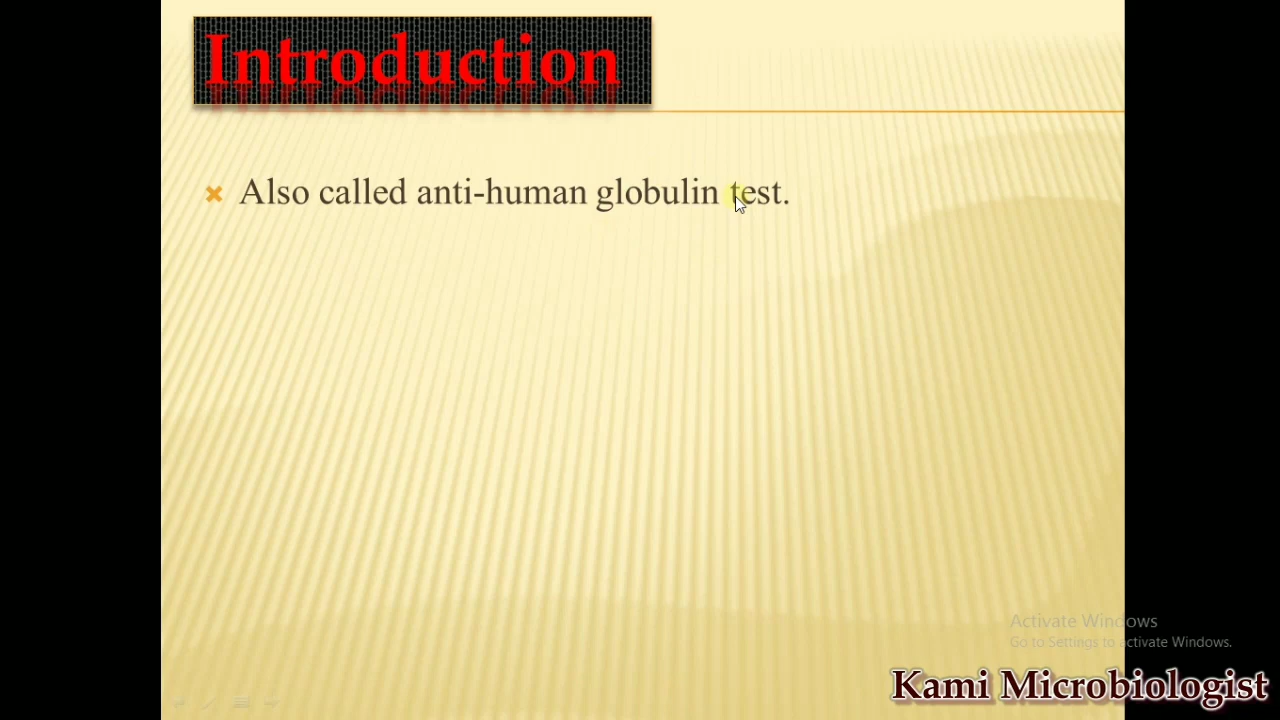 Introduction
Also called anti-human globulin test.
Activate Windows
Go to Settings to activate Windows.
Kami Microbiologist